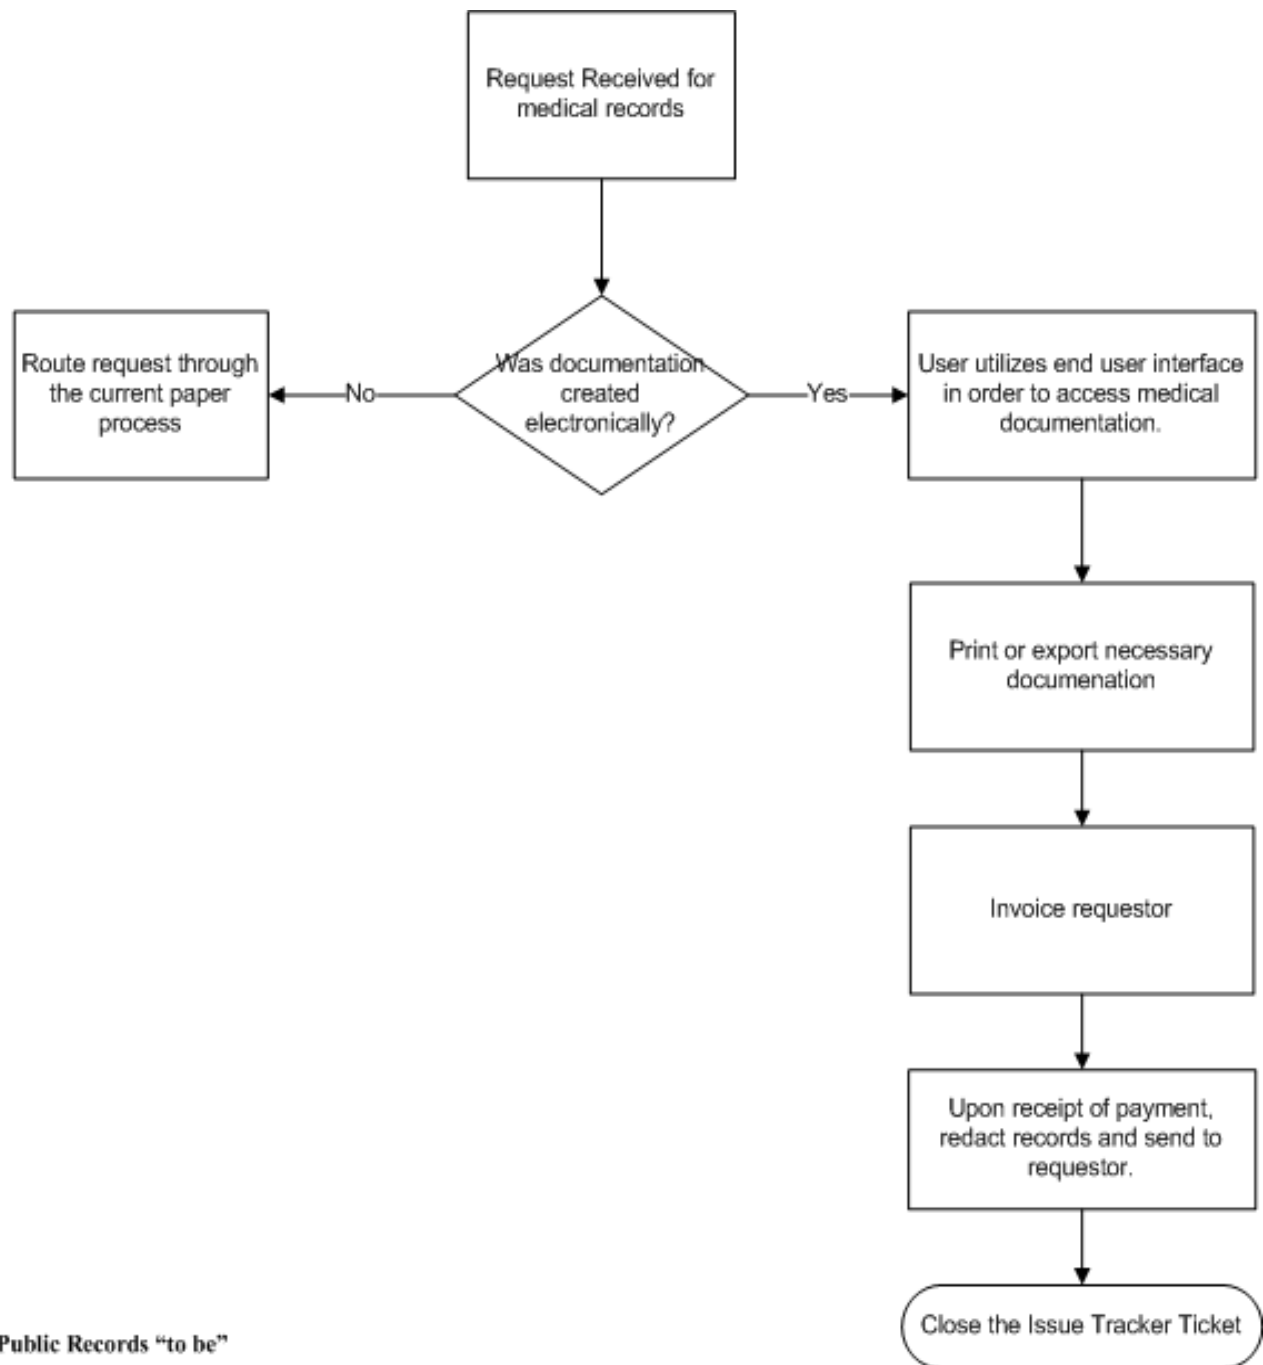 Request Received for
medical records
Route request through
the current paper
process
No
Was documentation
created
electronically?
Yes
User utilizes end user interface
in order to access medical
documentation.
Print or export necessary
documenation
Invoice requestor
Upon receipt of payment,
redact records and send to
requestor.
Close the Issue Tracker Ticket
Public Records “to be”